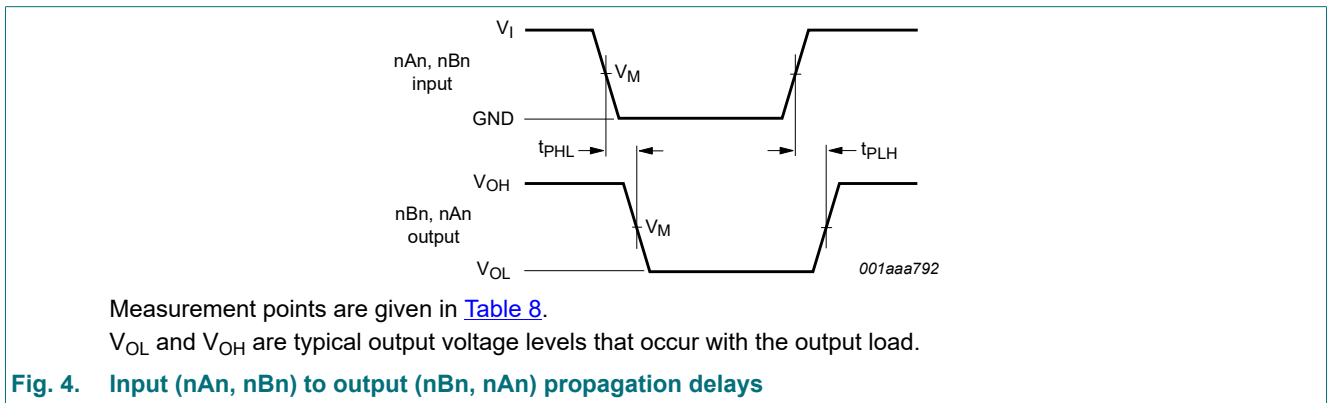 V_I
nAn, nBn
input
V_M
GND
t_PHL
t_PLH
V_OH
nBn, nAn
output
V_M
V_OL
001aaa792
Measurement points are given in Table 8.
V_OL and V_OH are typical output voltage levels that occur with the output load.
Fig. 4. Input (nAn, nBn) to output (nBn, nAn) propagation delays